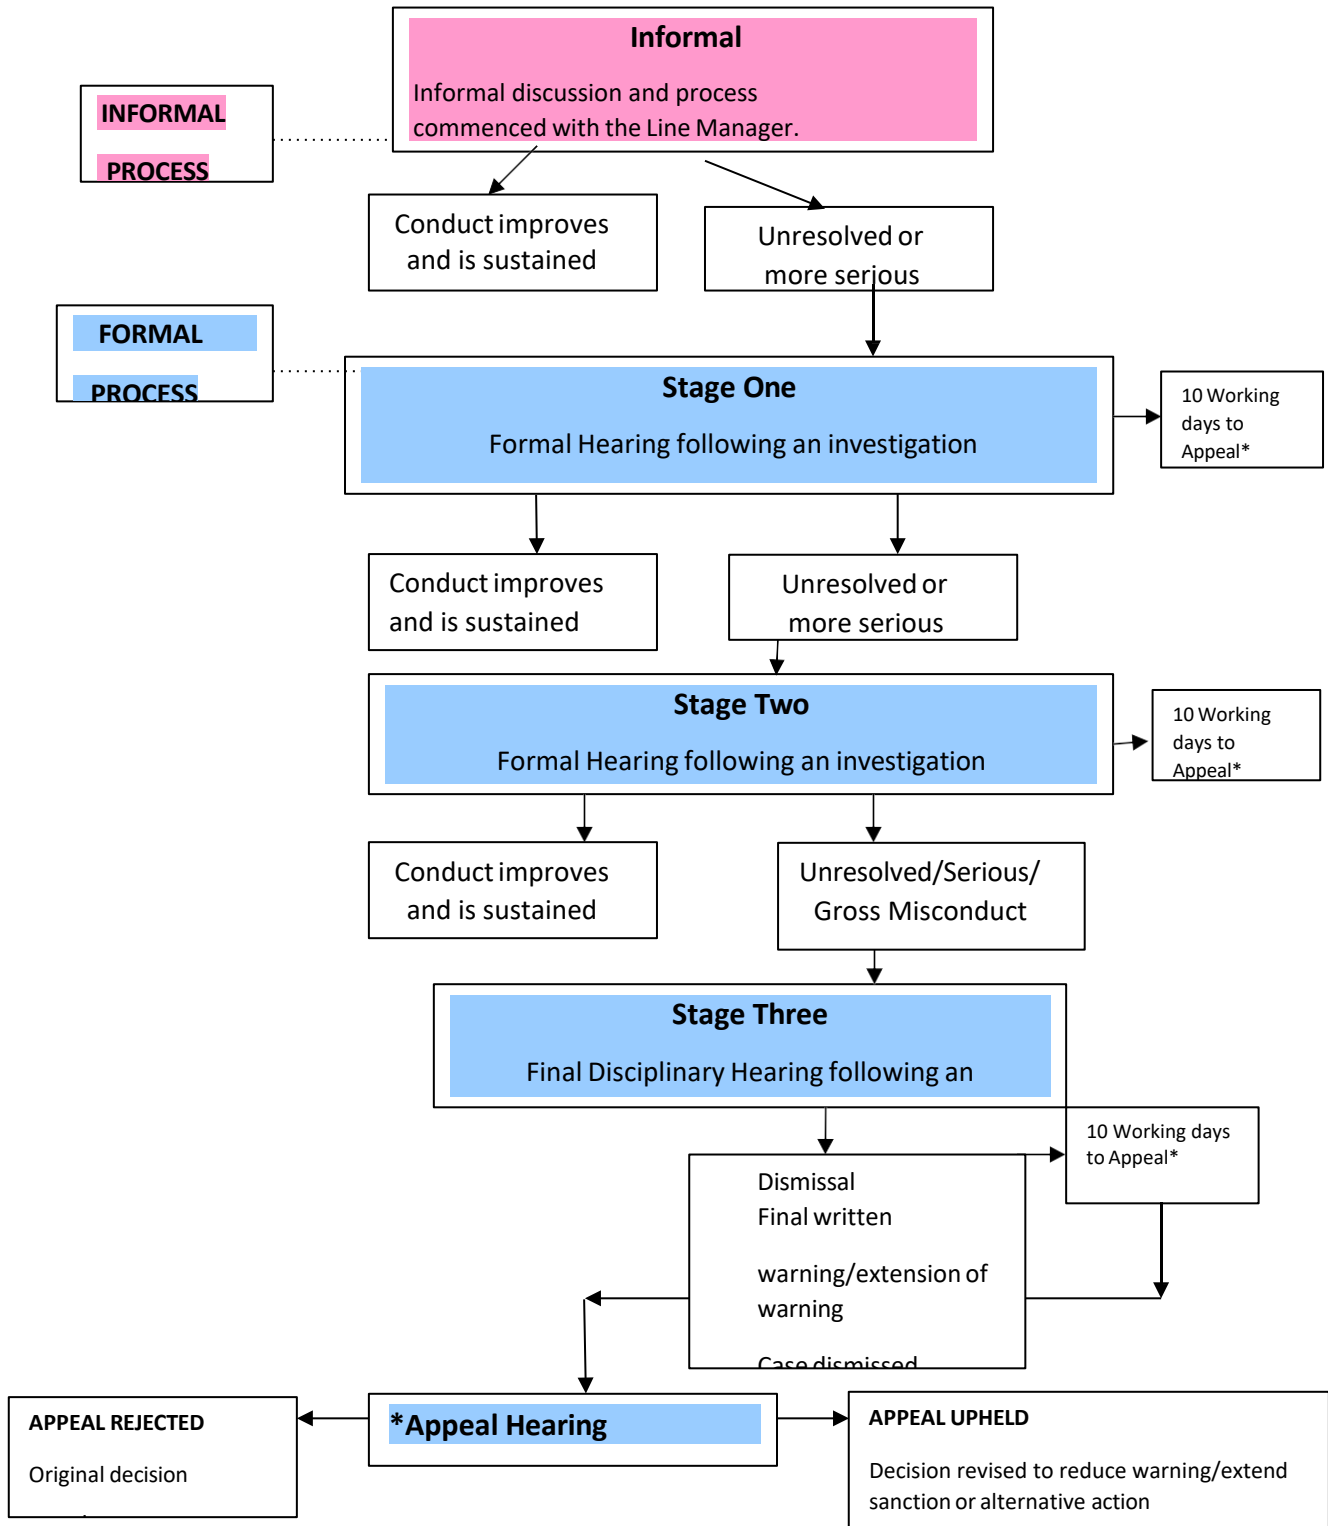 Informal
Informal discussion and process
commenced with the Line Manager.
INFORMAL
PROCESS
Conduct improves
and is sustained
Unresolved or
more serious
FORMAL
PROCESS
Stage One
Formal Hearing following an investigation
10 Working
days to
Appeal*
Conduct improves
and is sustained
Unresolved or
more serious
Stage Two
Formal Hearing following an investigation
10 Working
days to
Appeal*
Conduct improves
and is sustained
Unresolved/Serious/
Gross Misconduct
Stage Three
Final Disciplinary Hearing following an
10 Working days
to Appeal*
Dismissal
Final written
warning/extension of
warning
Case dismissed
*Appeal Hearing
APPEAL REJECTED
Original decision
APPEAL UPHELD
Decision revised to reduce warning/extend
sanction or alternative action